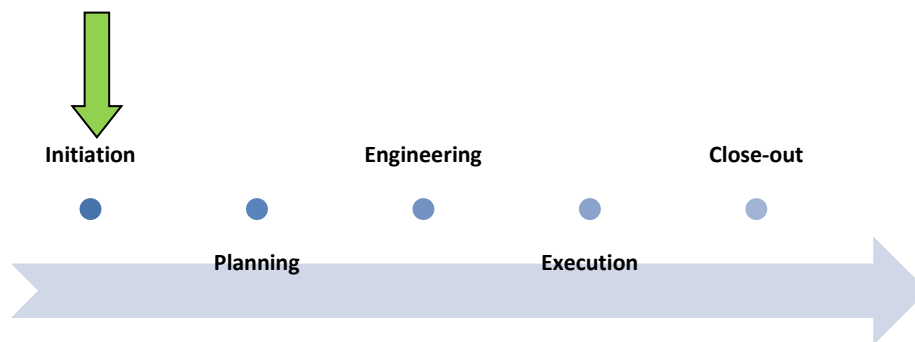 Initiation
Engineering
Close-out
Planning
Execution